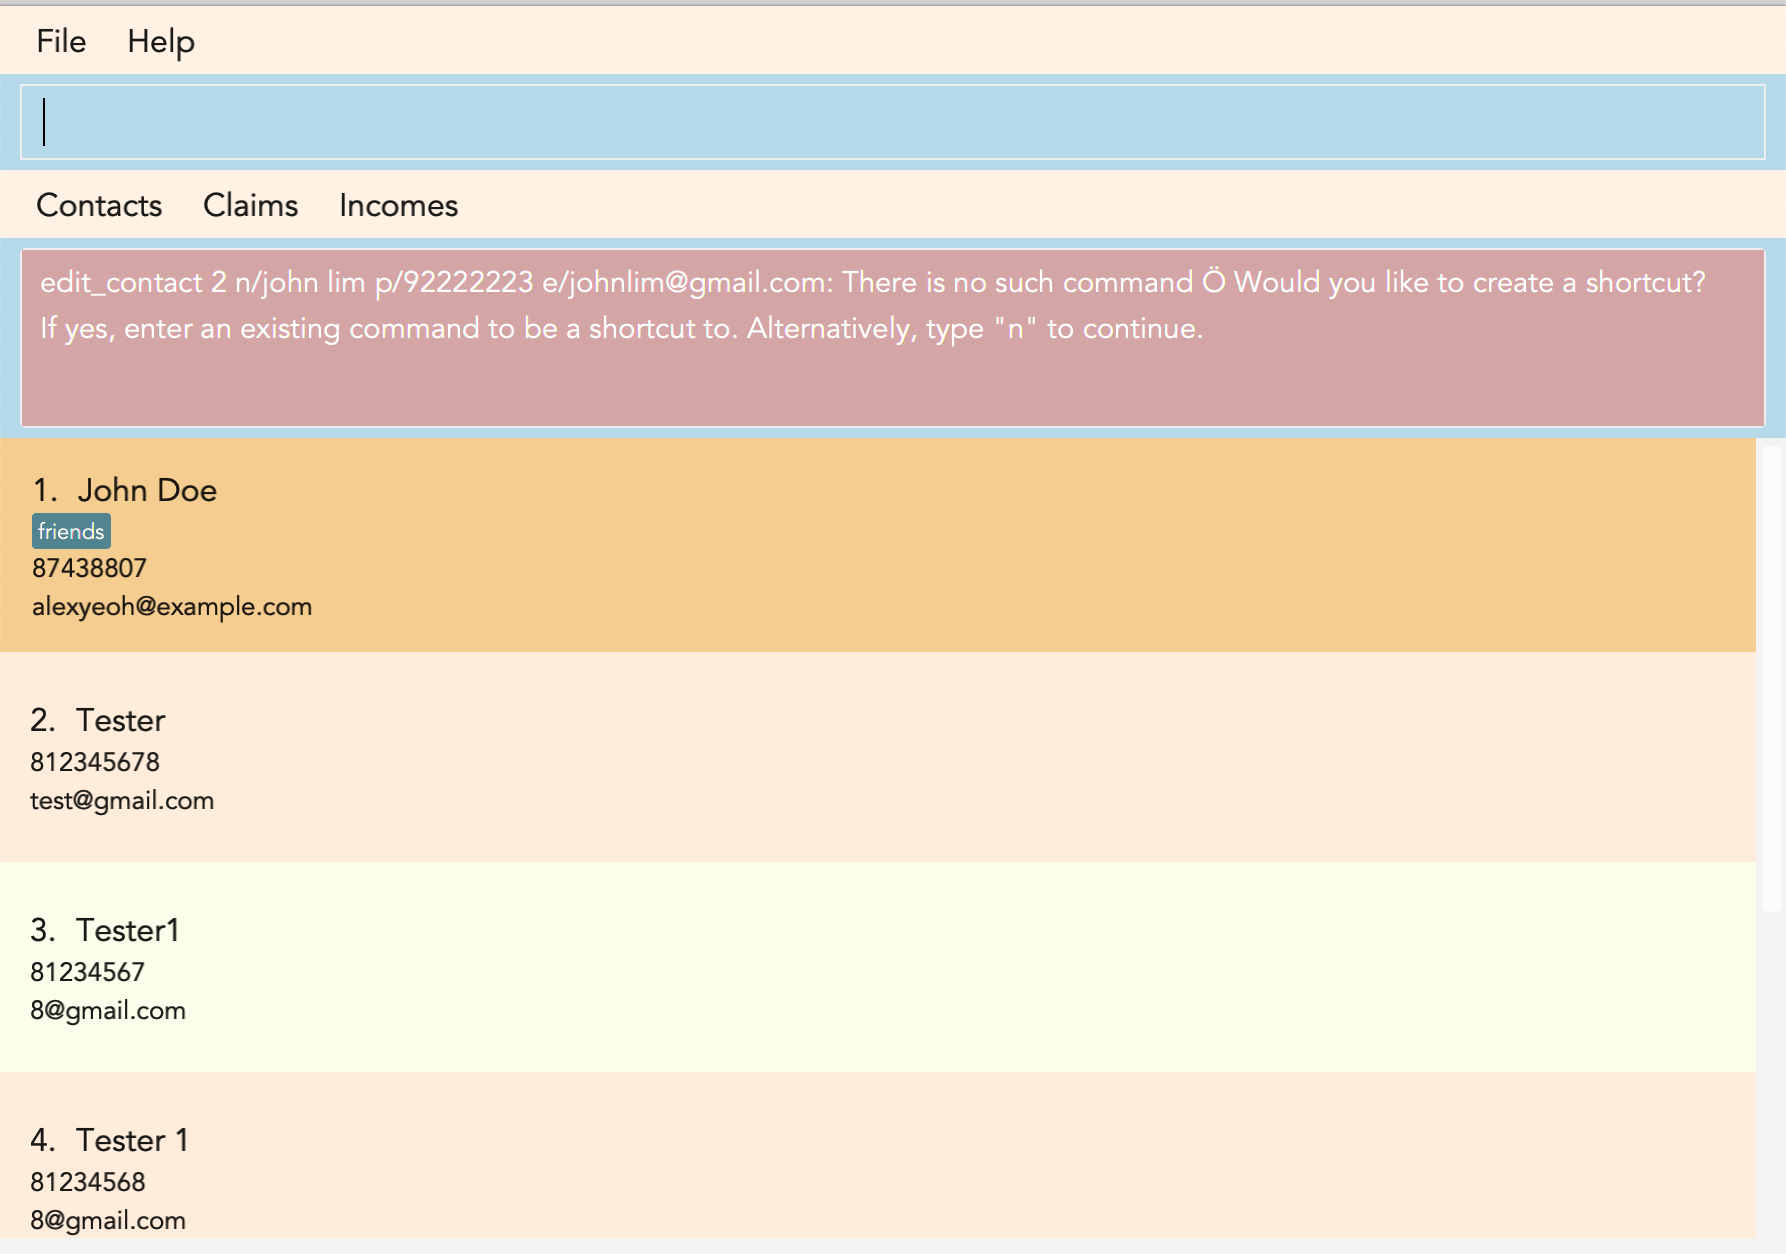 File Help
Contacts Claims Incomes
edit_contact 2 n/john lim p/92222223 e/johnlim@gmail.com: There is no such command Ö Would you like to create a shortcut?
If yes, enter an existing command to be a shortcut to. Alternatively, type "n" to continue.
1. John Doe
friends
87438807
alexyeoh@example.com
2. Tester
812345678
test@gmail.com
3. Tester1
81234567
8@gmail.com
4. Tester 1
81234568
8@gmail.com